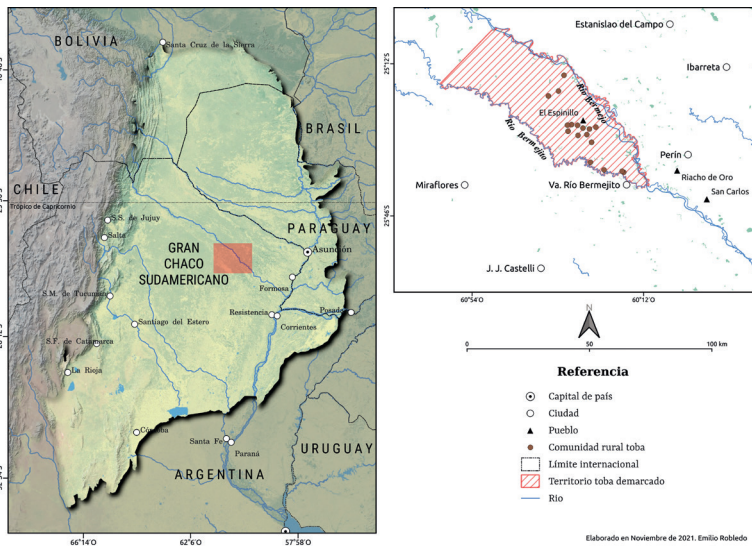 BOLIVIA
Santa Cruz de la Sierra
BRASIL
CHILE
Trópico de Capricornio
S.S. de Jujuy
Salta
PARAGUAY
Asunción
GRAN
CHACO
SUDAMERICANO
Formosa
S.M. de Tucumán
Resistencia
Posadas
Santiago del Estero
Corrientes
S.F. de Catamarca
La Rioja
Córdoba
Santa Fe
Paraná
URUGUAY
ARGENTINA
66°14'O
62°6'O
57°58'O
Estanislao del Campo
25°12'S
Ibarreta
Río Bermejo
El Espinillo
Río Bermejito
Perín
Riacho de Oro
Miraflores
Va. Río Bermejito
San Carlos
25°46'S
J. J. Castelli
60°54'O
60°12'O
N
0
50
100 km
Referencia
Capital de país
Ciudad
Pueblo
Comunidad rural toba
Límite internacional
Territorio toba demarcado
Rio
Elaborado en Noviembre de 2021. Emilio Robledo